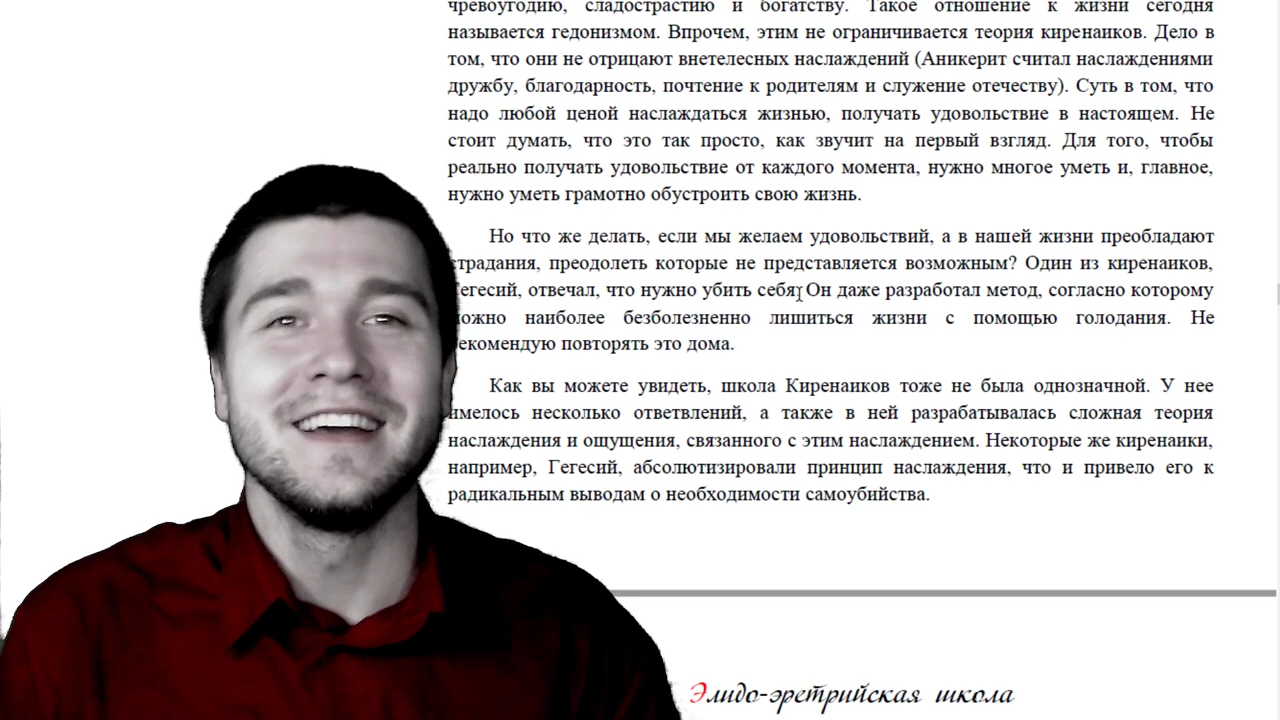 чревоугодию, сладострастию и богатству. Такое отношение к жизни сегодня
называется гедонизмом. Впрочем, этим не ограничивается теория киренаиков. Дело в
том, что они не отрицают внетелесных наслаждений (Аникерит считал наслаждениями
дружбу, благодарность, почтение к родителям и служение отечеству). Суть в том, что
надо любой ценой наслаждаться жизнью, получать удовольствие в настоящем. Не
стоит думать, что это так просто, как звучит на первый взгляд. Для того, чтобы
реально получать удовольствие от каждого момента, нужно многое уметь и, главное,
нужно уметь грамотно обустроить свою жизнь.
Но что же делать, если мы желаем удовольствий, а в нашей жизни преобладают
страдания, преодолеть которые не представляется возможным? Один из киренаиков,
Гегесий, отвечал, что нужно убить себя. Он даже разработал метод, согласно которому
можно наиболее безболезненно лишиться жизни с помощью голодания. Не
рекомендую повторять это дома.
Как вы можете увидеть, школа Киренаиков тоже не была однозначной. У нее
имелось несколько ответвлений, а также в ней разрабатывалась сложная теория
наслаждения и ощущения, связанного с этим наслаждением. Некоторые же киренаики,
например, Гегесий, абсолютизировали принцип наслаждения, что и привело его к
радикальным выводам о необходимости самоубийства.
Элидо-эретрийская школа